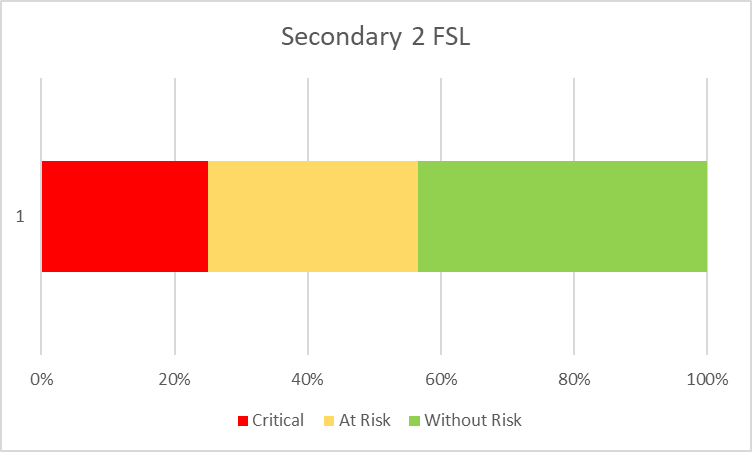 Secondary 2 FSL
1
0% 20% 40% 60% 80% 100%
Critical At Risk Without Risk